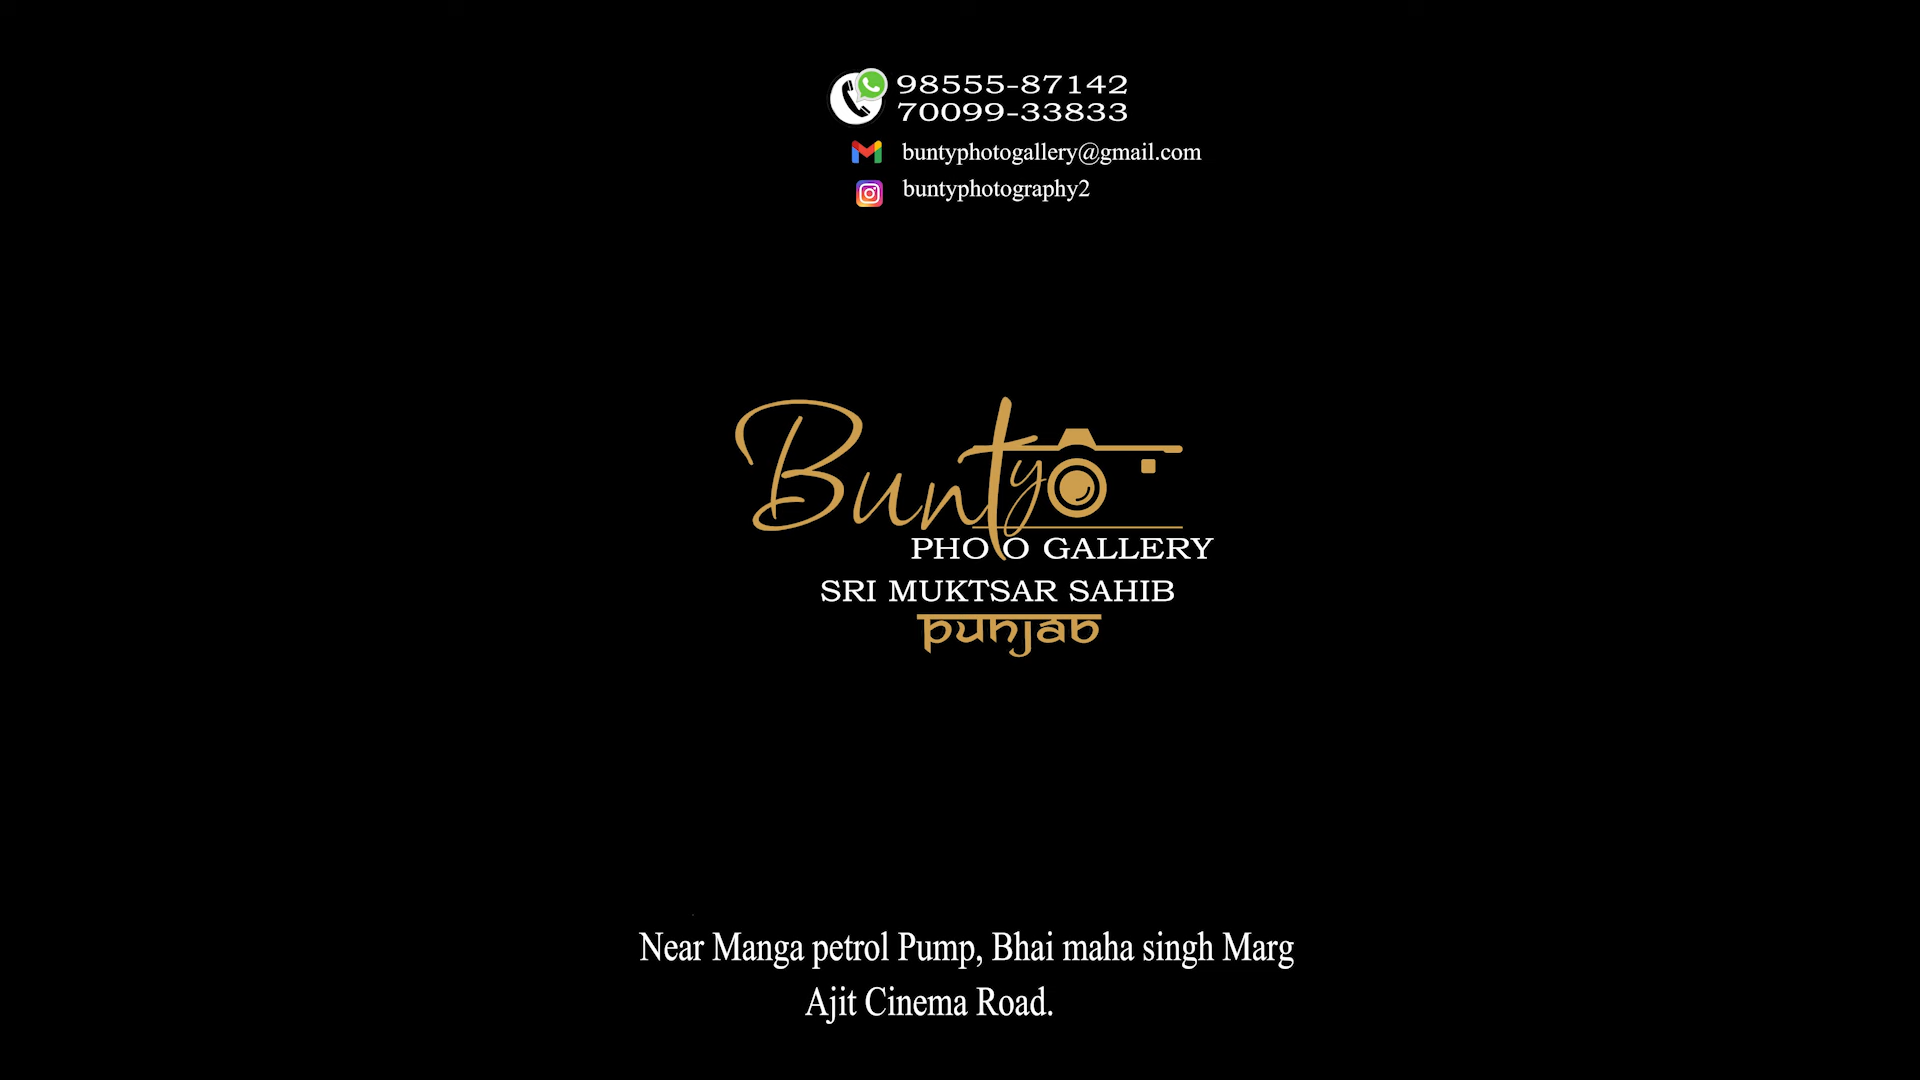 98555-87142
70099-33833
buntyphotogallery@gmail.com
buntyphotography2
Bunty
PHOTO GALLERY
SRI MUKTSAR SAHIB
punjab
Near Manga petrol Pump, Bhai maha singh Marg
Ajit Cinema Road.